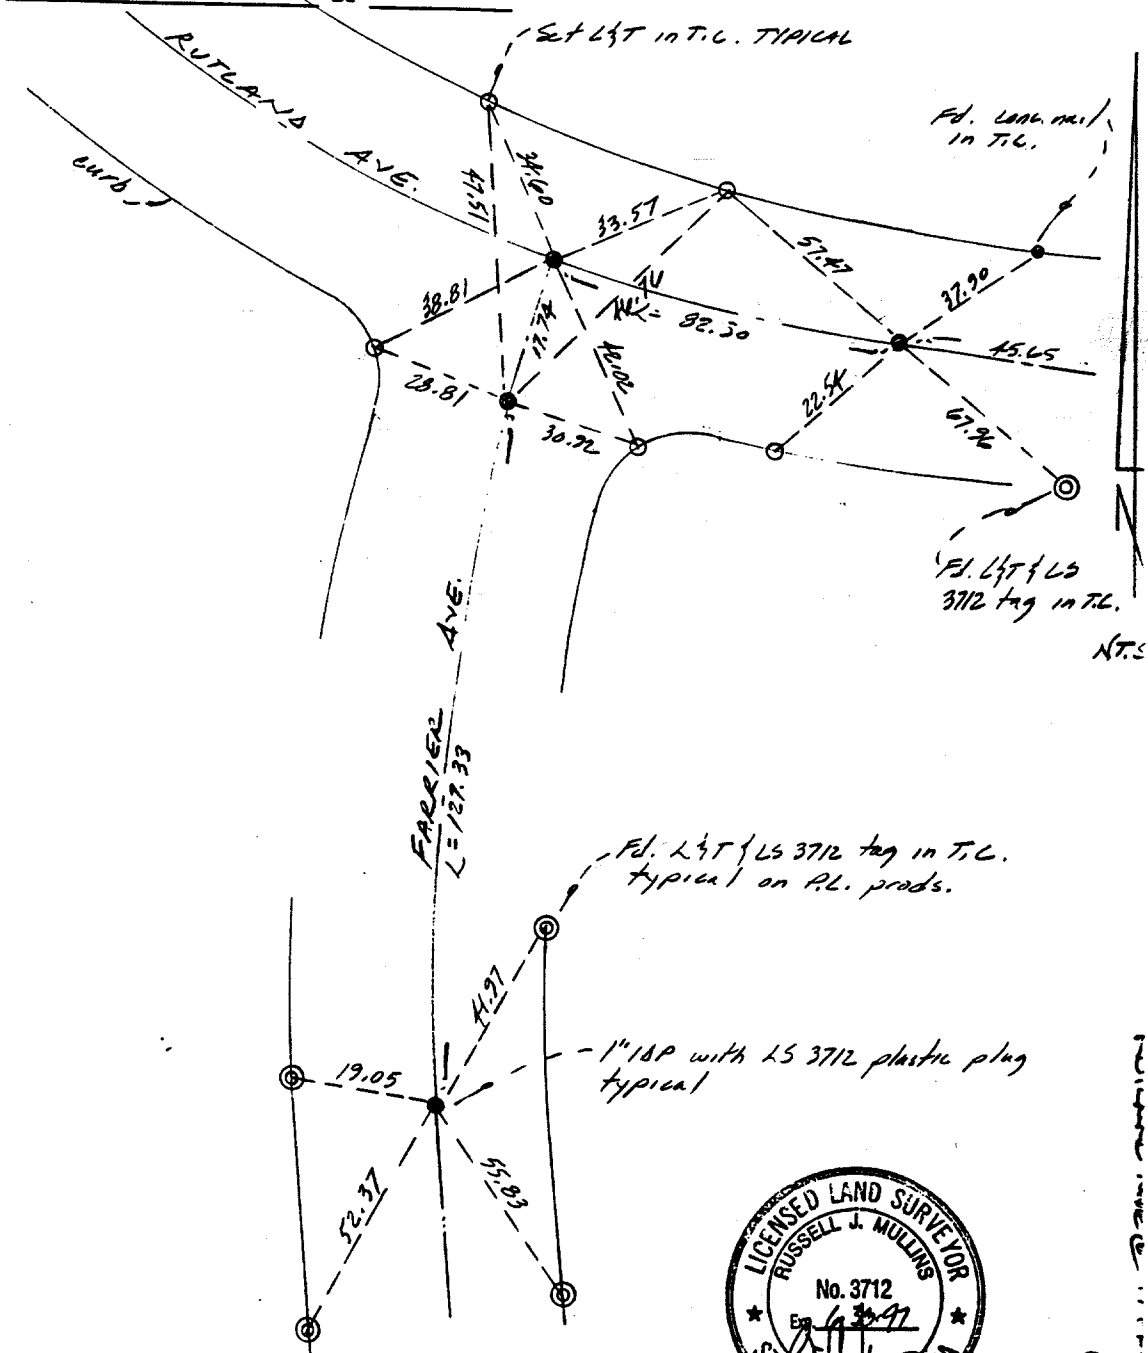 Set L&T in T.C. TYPICAL
RUTLAND AVE.
Fd. conc. nail
in T.C.
curb
47.51
34.60
33.57
57.47
38.81
17.74
L=
82.30
37.90
42.02
45.65
28.81
22.54
30.92
67.96
Fd. L&T & LS
3712 tag in T.C.
N
N.T.S
FARRIER AVE.
L=127.33
Fd. L&T & LS 3712 tag in T.C.
typical on P.L. prods.
41.97
1" IP with LS 3712 plastic plug
typical
19.05
52.37
55.83
LICENSED LAND SURVEYOR
RUSSELL J. MULLINS
No. 3712
Exp.